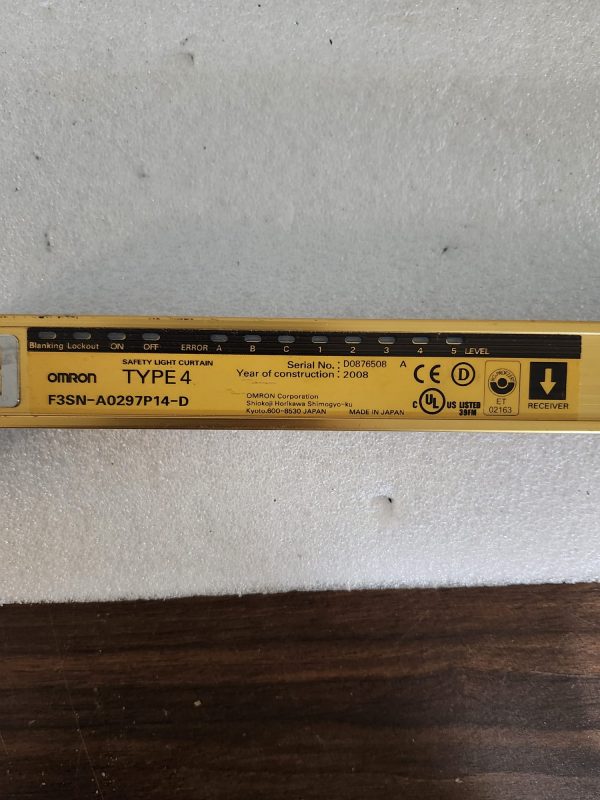 Blanking Lockout ON OFF ERROR A B C 1 2 3 4 5 LEVEL
SAFETY LIGHT CURTAIN
OMRON TYPE 4
F3SN-A0297P14-D
Serial No.: D0876508 A
Year of construction: 2008
OMRON Corporation
Shiokoji Horikawa Shimogyo-ku
Kyoto.600-8530 JAPAN MADE IN JAPAN
CE D
C UL US LISTED
39FM
ET
02163
RECEIVER